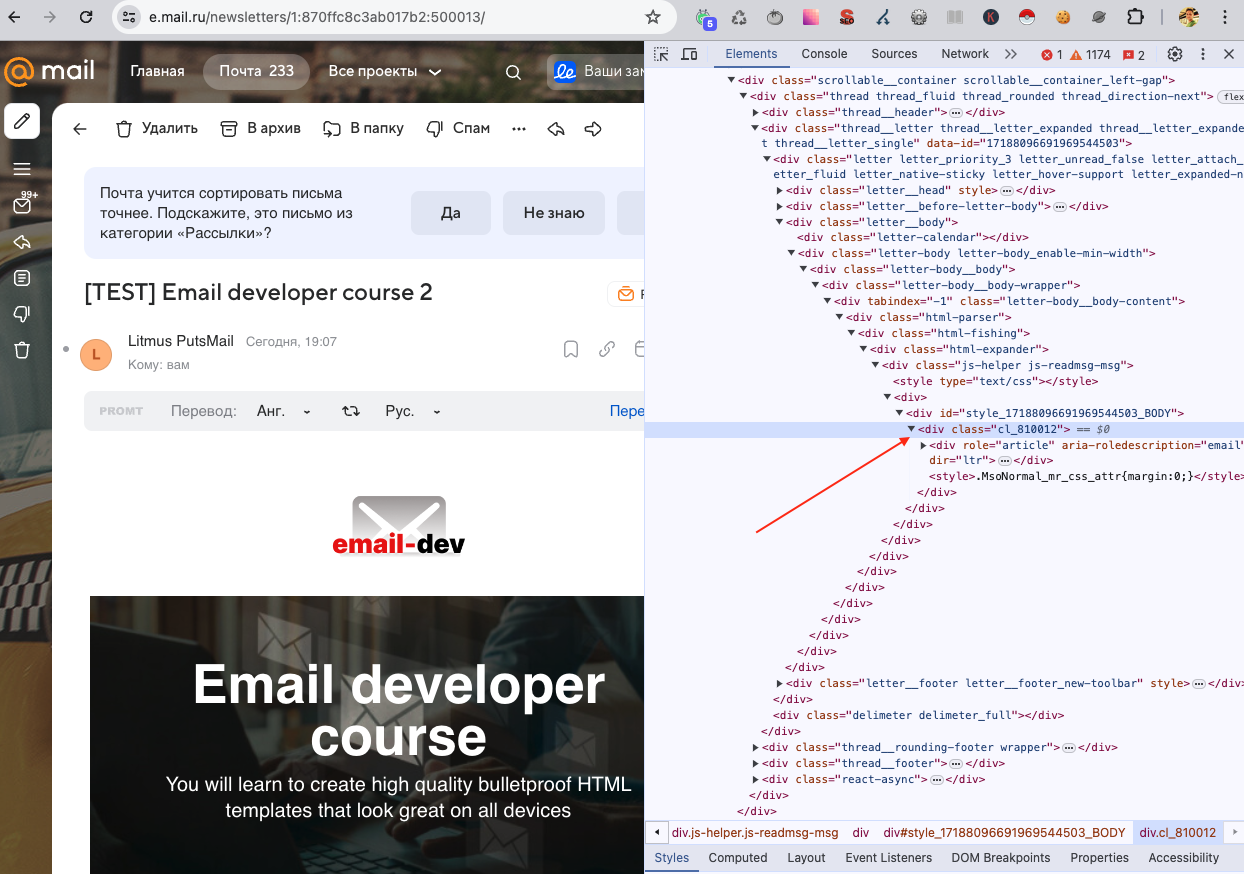 e.mail.ru/newsletters/1:870ffc8c3ab017b2:500013/
5
SEO
K
mail
Главная
Почта 233
Все проекты
le
Ваши зам
99+
Удалить
В архив
В папку
Спам
Почта учится сортировать письма
точнее. Подскажите, это письмо из
категории «Рассылки»?
Да
Не знаю
[TEST] Email developer course 2
L
Litmus PutsMail
Сегодня, 19:07
Кому: вам
PROMT
Перевод:
Анг.
Рус.
Пере
email-dev
Email developer
course
You will learn to create high quality bulletproof HTML
templates that look great on all devices
Elements
Console
Sources
Network
1
1174
2
<div class="scrollable__container scrollable__container_left-gap">
<div class="thread thread_fluid thread_rounded thread_direction-next"> flex
<div class="thread__header">…</div>
<div class="thread__letter thread__letter_expanded thread__letter_expande
t thread__letter_single" data-id="17188096691969544503">
<div class="letter letter_priority_3 letter_unread_false letter_attach_
etter_fluid letter_native-sticky letter_hover-support letter_expanded-n
<div class="letter__head" style>…</div>
<div class="letter__before-letter-body">…</div>
<div class="letter__body">
<div class="letter-calendar"></div>
<div class="letter-body letter-body_enable-min-width">
<div class="letter-body__body">
<div class="letter-body__body-wrapper">
<div tabindex="-1" class="letter-body__body-content">
<div class="html-parser">
<div class="html-fishing">
<div class="html-expander">
<div class="js-helper js-readmsg-msg">
<style type="text/css"></style>
<div>
<div id="style_17188096691969544503_BODY">
<div class="cl_810012"> == $0
<div role="article" aria-roledescription="email"
dir="ltr">…</div>
<style>.MsoNormal_mr_css_attr{margin:0;}</style>
</div>
</div>
</div>
</div>
</div>
</div>
</div>
</div>
</div>
</div>
</div>
</div>
<div class="letter__footer letter__footer_new-toolbar" style>…</div>
</div>
<div class="delimeter delimeter_full"></div>
</div>
<div class="thread__rounding-footer wrapper">…</div>
<div class="thread__footer">…</div>
<div class="react-async">…</div>
</div>
</div>
div.js-helper.js-readmsg-msg
div
div#style_17188096691969544503_BODY
div.cl_810012
Styles
Computed
Layout
Event Listeners
DOM Breakpoints
Properties
Accessibility